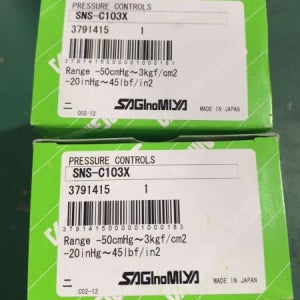 PRESSURE CONTROLS
SNS-C103X
3791415 1
Range -50cmHg~3kgf/cm2
-20inHg~45lbf/in2
C02-12
SAGInoMIYA
MADE IN JAPAN
PRESSURE CONTROLS
SNS-C103X
3791415 1
Range -50cmHg~3kgf/cm2
-20inHg~45lbf/in2
C02-12
SAGInoMIYA
MADE IN JAPAN